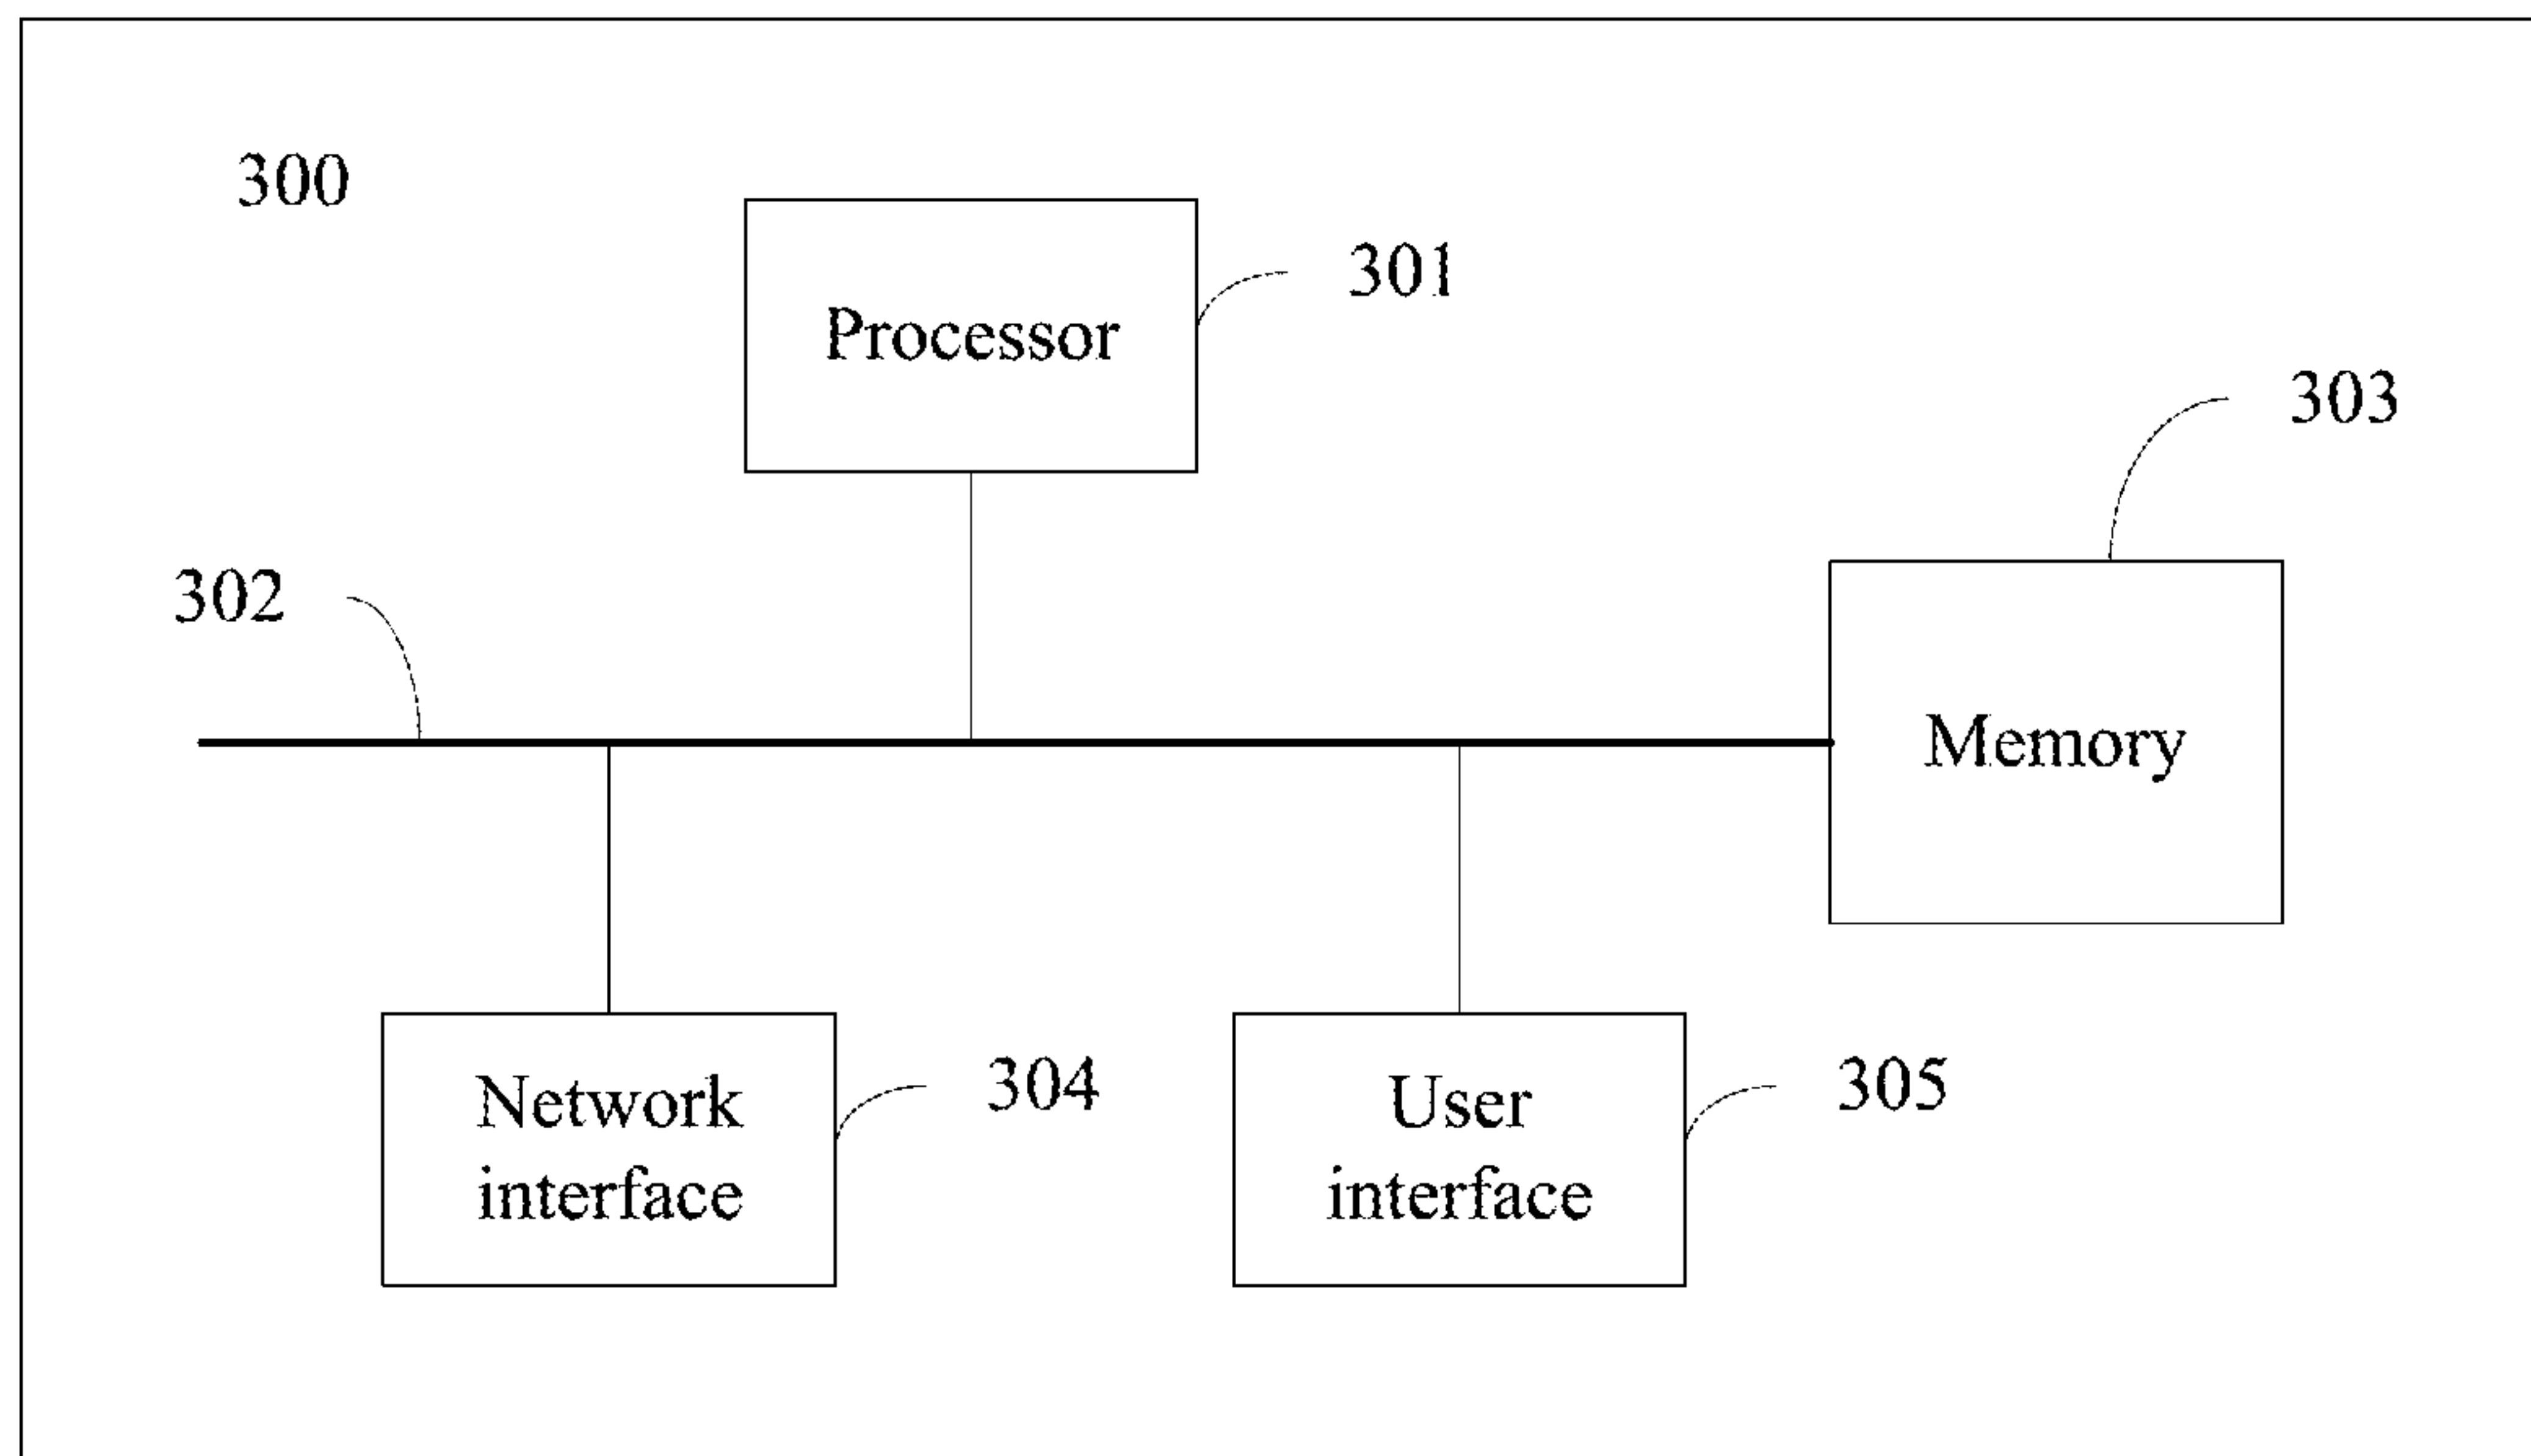 300
Processor
301
303
302
Memory
Network
interface
304
User
interface
305